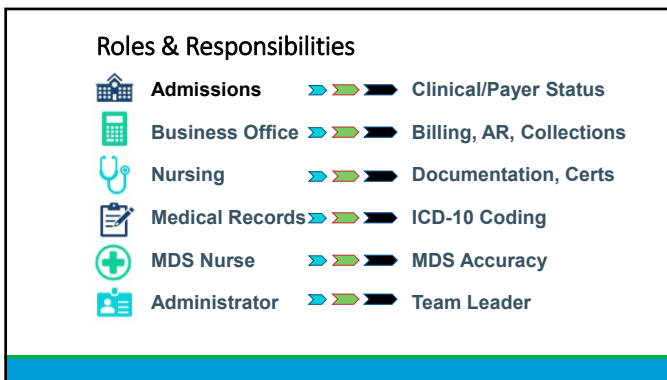 Roles & Responsibilities
Admissions Clinical/Payer Status
Business Office Billing, AR, Collections
Nursing Documentation, Certs
Medical Records ICD-10 Coding
MDS Nurse MDS Accuracy
Administrator Team Leader